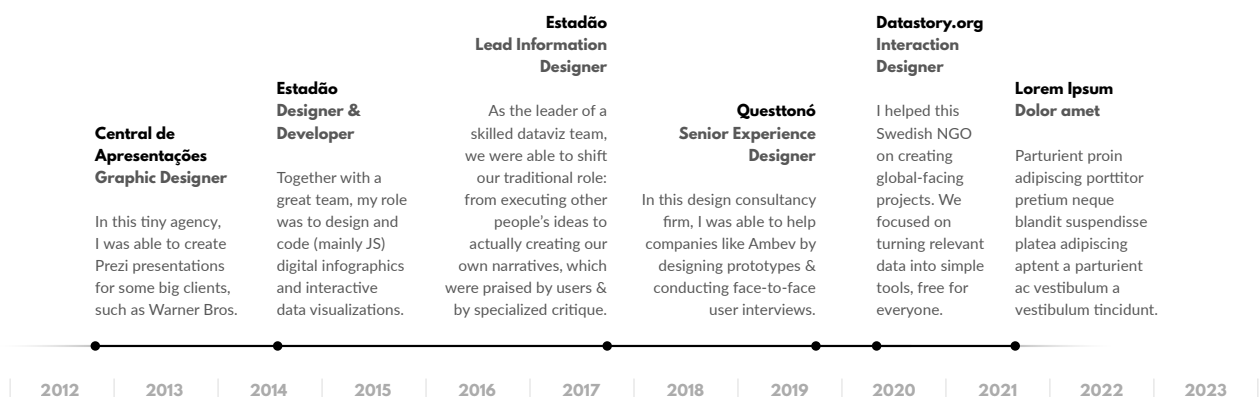 Central de
Apresentações
Graphic Designer
In this tiny agency,
I was able to create
Prezi presentations
for some big clients,
such as Warner Bros.
Estadão
Designer &
Developer
Together with a
great team, my role
was to design and
code (mainly JS)
digital infographics
and interactive
data visualizations.
Estadão
Lead Information
Designer
As the leader of a
skilled dataviz team,
we were able to shift
our traditional role:
from executing other
people's ideas to
actually creating our
own narratives, which
were praised by users &
by specialized critique.
Questtonó
Senior Experience
Designer
In this design consultancy
firm, I was able to help
companies like Ambev by
designing prototypes &
conducting face-to-face
user interviews.
Datastory.org
Interaction
Designer
I helped this
Swedish NGO
on creating
global-facing
projects. We
focused on
turning relevant
data into simple
tools, free for
everyone.
Lorem Ipsum
Dolor amet
Parturient proin
adipiscing porttitor
pretium neque
blandit suspendisse
platea adipiscing
aptent a parturient
ac vestibulum a
vestibulum tincidunt.
2012 2013 2014 2015 2016 2017 2018 2019 2020 2021 2022 2023